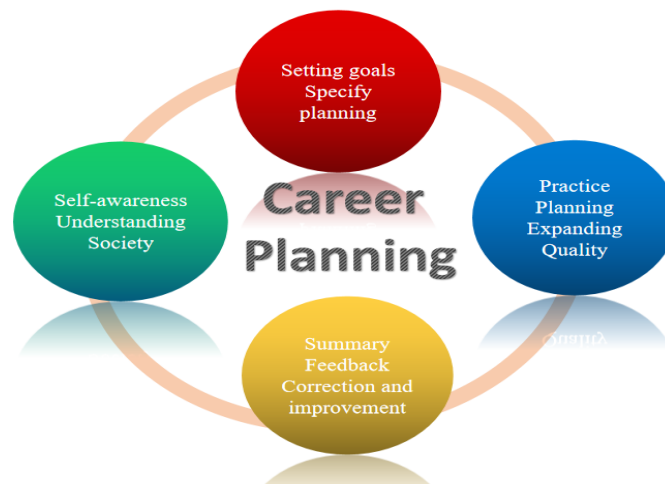 Setting goals
Specify
planning
Self-awareness
Understanding
Society
Career
Planning
Practice
Planning
Expanding
Quality
Summary
Feedback
Correction and
improvement